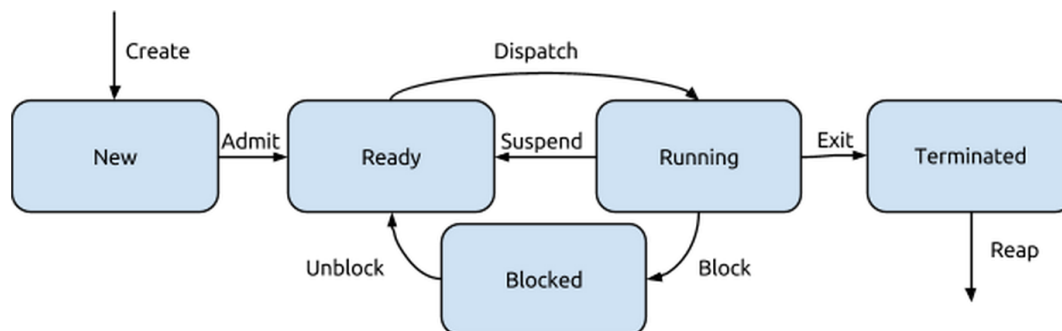 Create
Dispatch
New
Admit
Ready
Suspend
Running
Exit
Terminated
Unblock
Blocked
Block
Reap